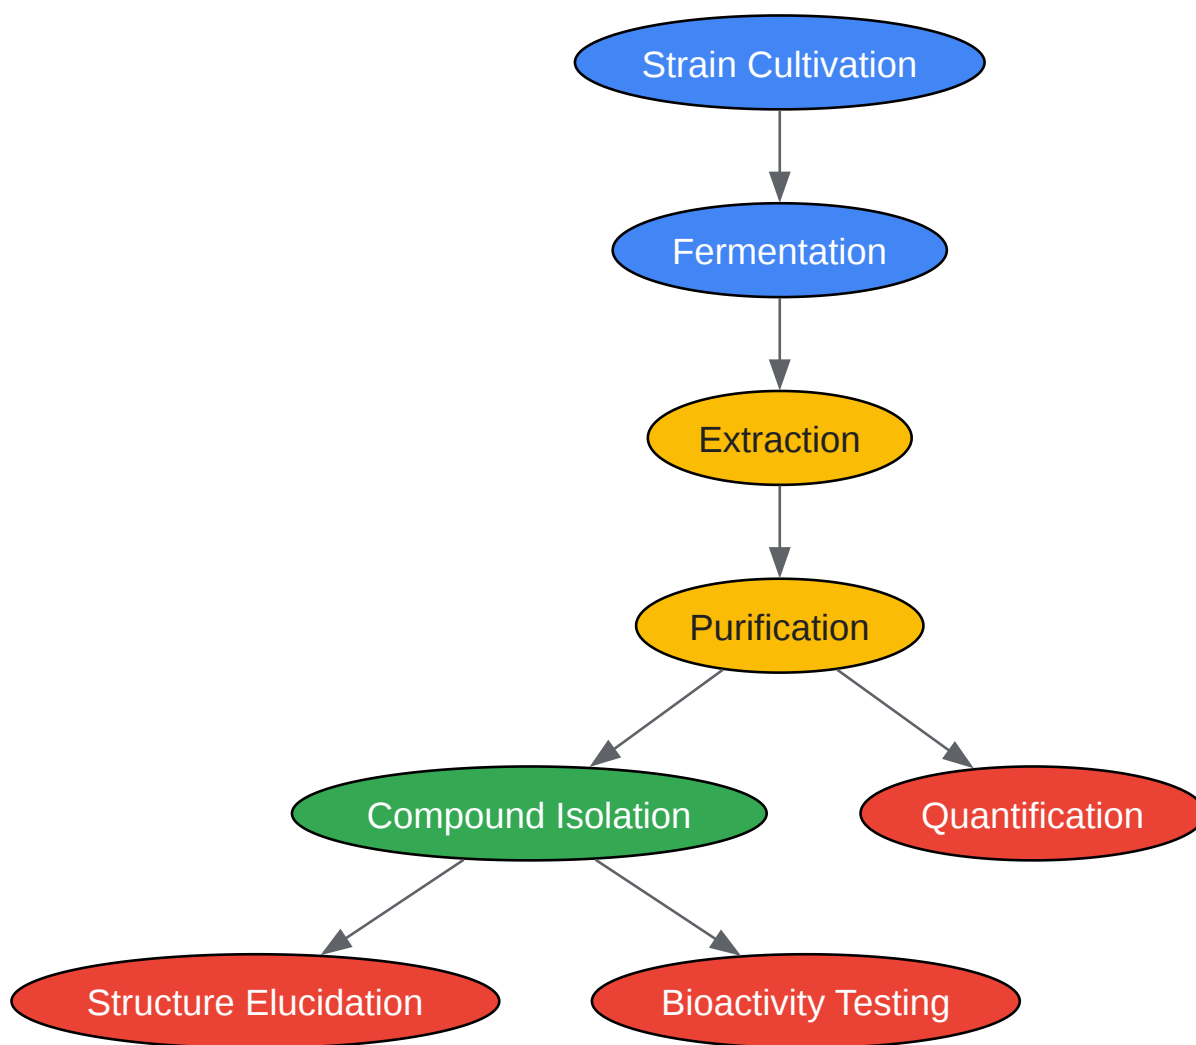 Strain Cultivation
Fermentation
Extraction
Purification
Compound Isolation
Quantification
Structure Elucidation
Bioactivity Testing